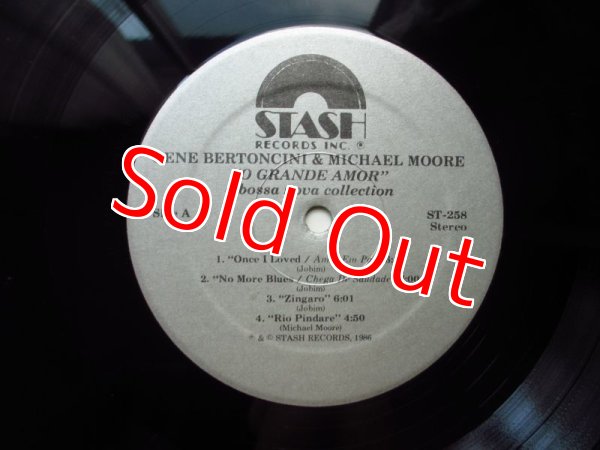 STASH
RECORDS INC. ®
ENE BERTONCINI & MICHAEL MOORE
O GRANDE AMOR"
bossa nova collection
Side A
ST-258
Stereo
1. "Once I Loved /
(Jobim)
2. "No More Blues / Chega De Saudade
(Jobim)
3. "Zingaro" 6:01
(Jobim)
4. "Rio Pindare" 4:50
(Michael Moore)
℗ & © STASH RECORDS, 1986
Sold Out